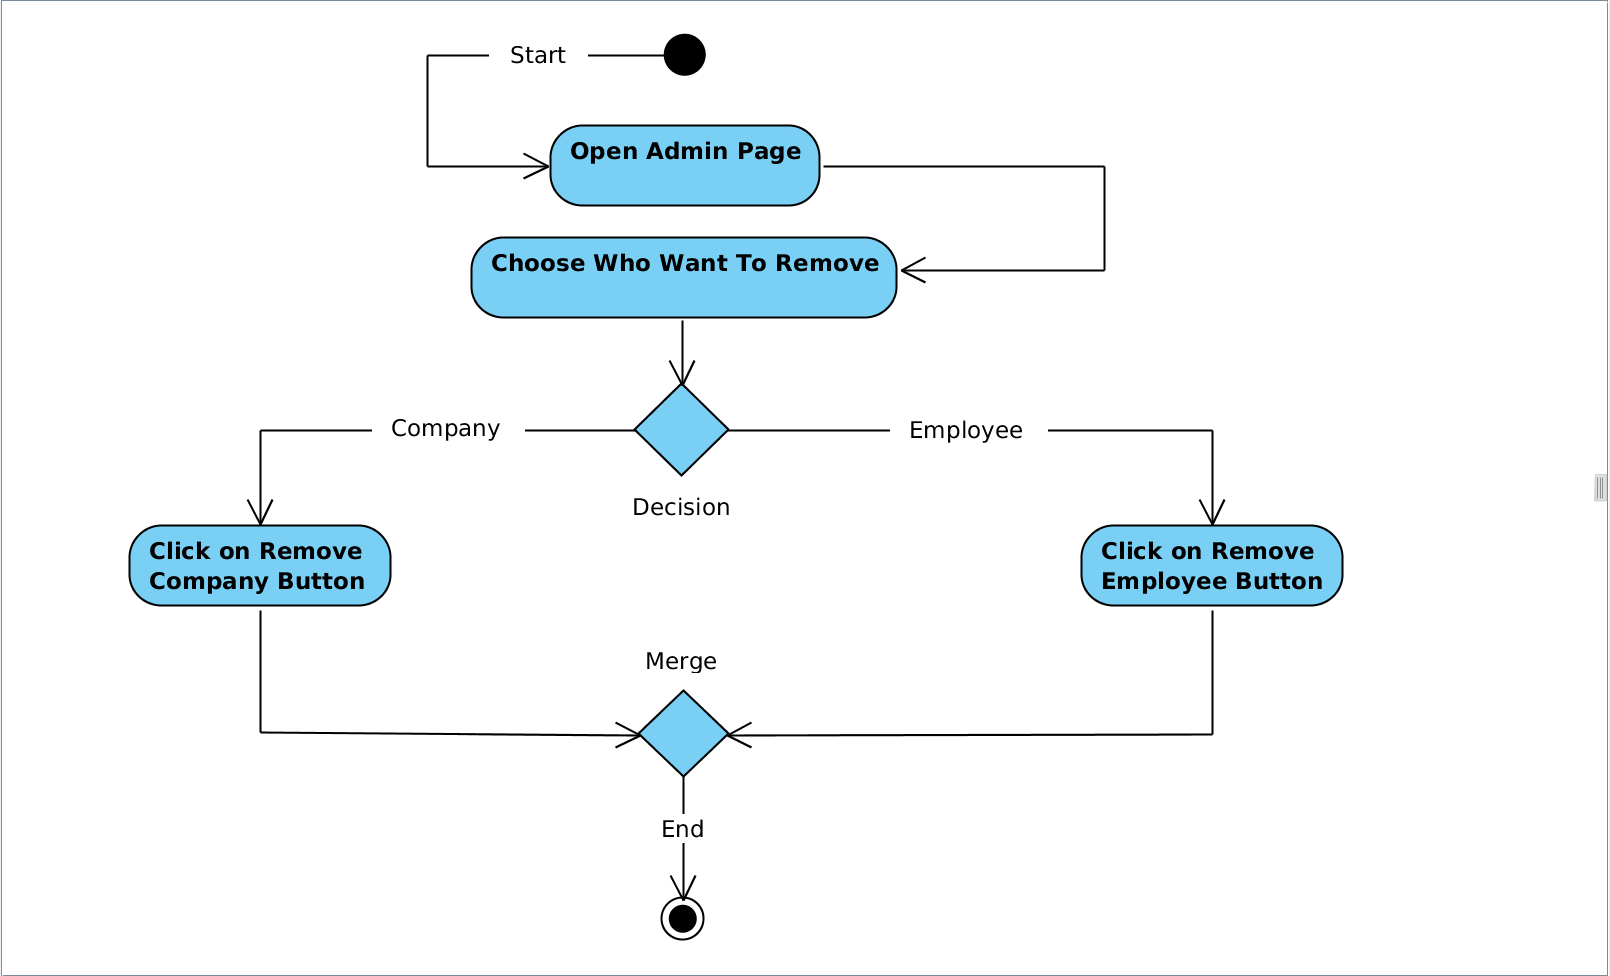 Start
Open Admin Page
Choose Who Want To Remove
Company
Employee
Decision
Click on Remove
Company Button
Click on Remove
Employee Button
Merge
End